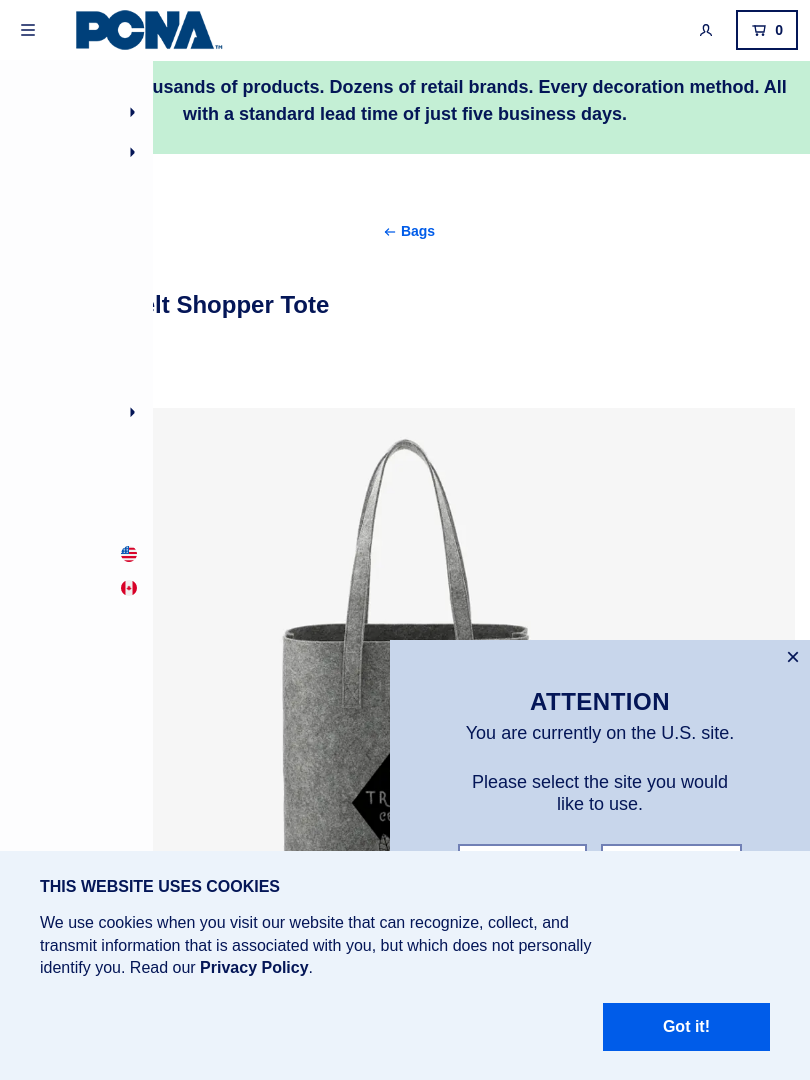 PCNA™
0
usands of products. Dozens of retail brands. Every decoration method. All
with a standard lead time of just five business days.
← Bags
elt Shopper Tote
ATTENTION
You are currently on the U.S. site.
Please select the site you would
like to use.
THIS WEBSITE USES COOKIES
We use cookies when you visit our website that can recognize, collect, and
transmit information that is associated with you, but which does not personally
identify you. Read our Privacy Policy.
Got it!